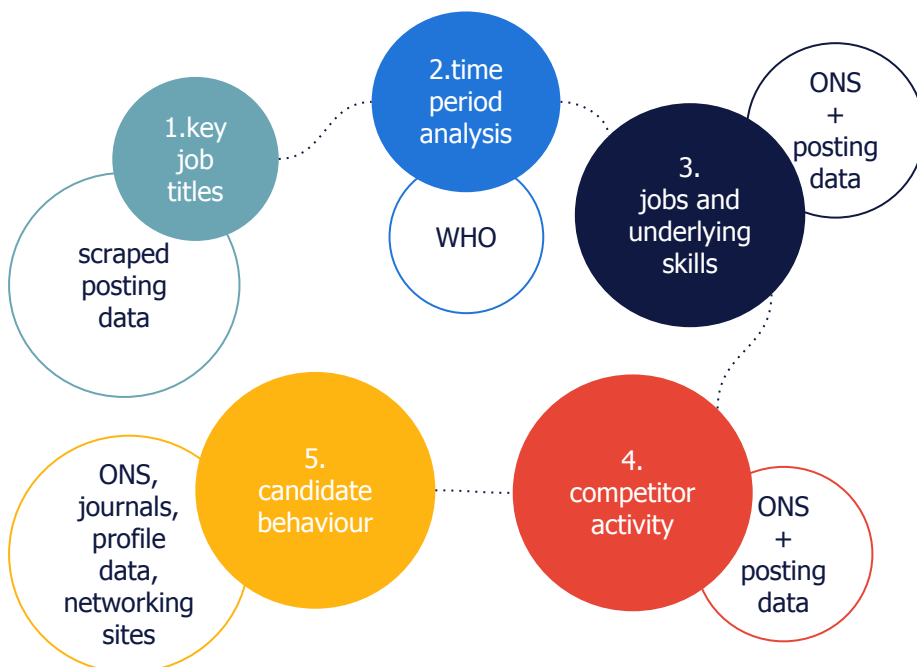 1.key
job
titles
scraped
posting
data
2.time
period
analysis
WHO
3.
jobs and
underlying
skills
ONS
+
posting
data
4.
competitor
activity
ONS
+
posting
data
5.
candidate
behaviour
ONS,
journals,
profile
data,
networking
sites